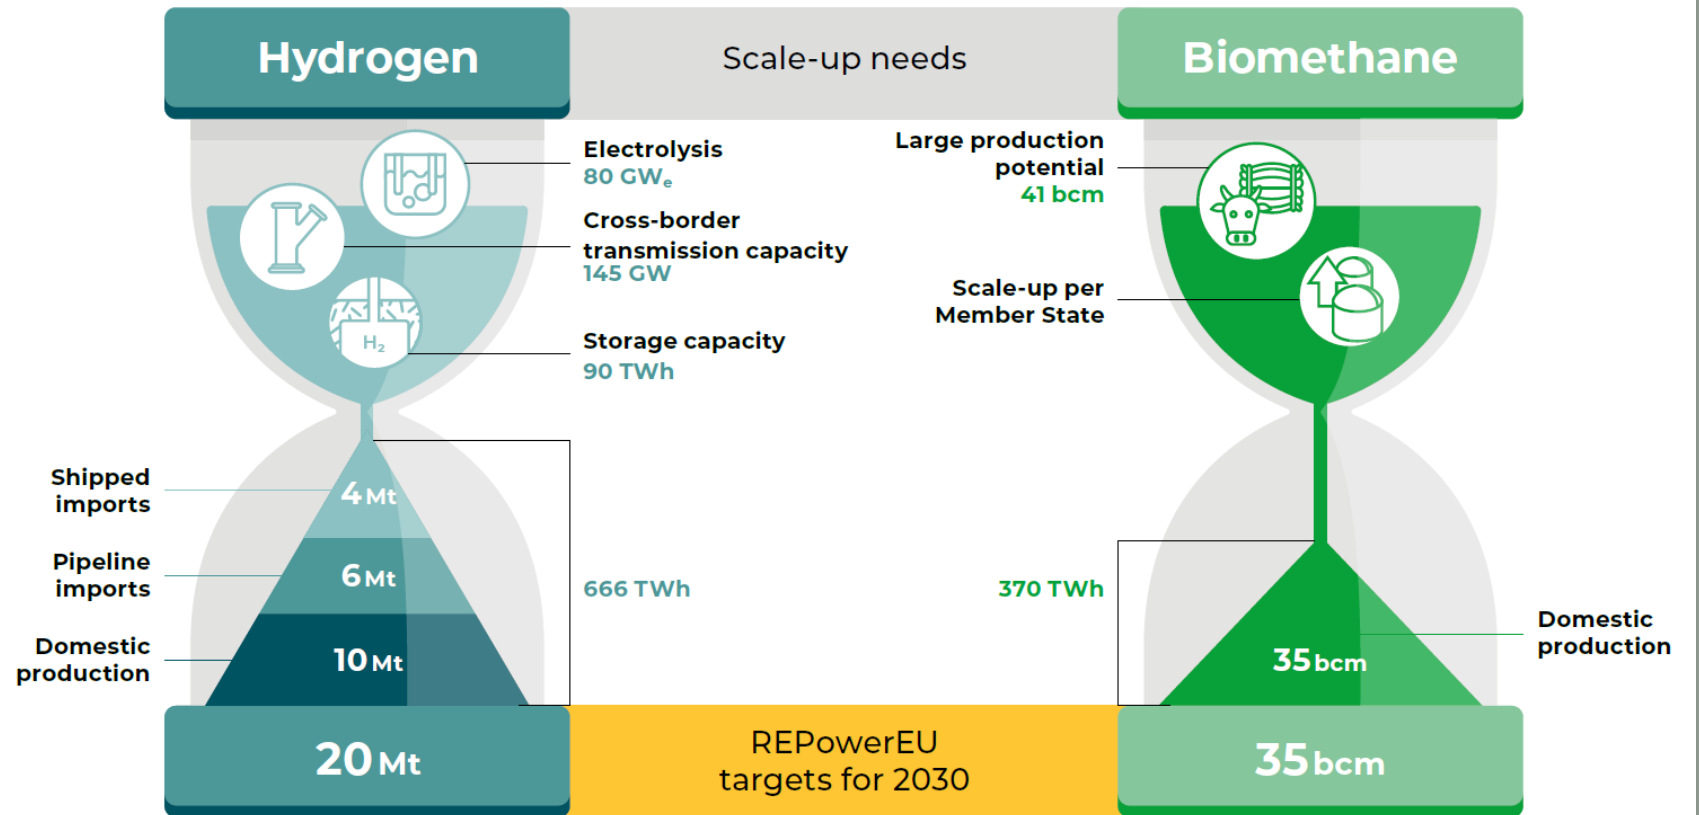 Hydrogen
Scale-up needs
Biomethane
Electrolysis
80 GWₑ
Cross-border
transmission capacity
145 GW
H₂
Storage capacity
90 TWh
Large production
potential
41 bcm
Scale-up per
Member State
Shipped
imports
4 Mt
Pipeline
imports
6 Mt
Domestic
production
10 Mt
666 TWh
370 TWh
35 bcm
Domestic
production
20 Mt
REPowerEU
targets for 2030
35 bcm